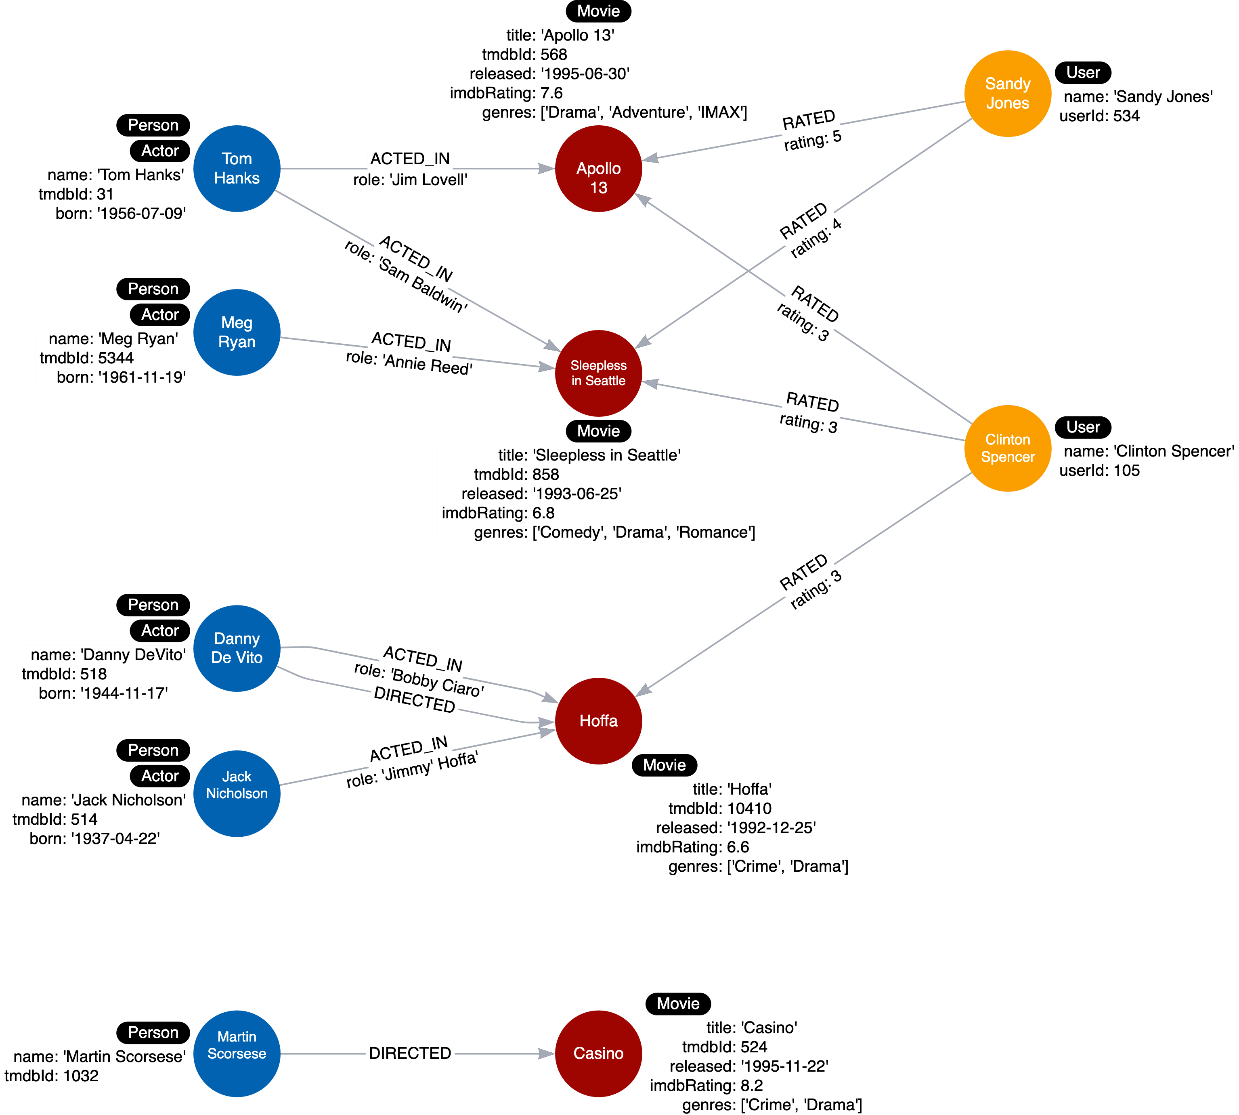 Movie
title: 'Apollo 13'
tmdbId: 568
released: '1995-06-30'
imdbRating: 7.6
genres: ['Drama', 'Adventure', 'IMAX']
Sandy
Jones
User
name: 'Sandy Jones'
userId: 534
Person
Actor
name: 'Tom Hanks'
tmdbId: 31
born: '1956-07-09'
Tom
Hanks
ACTED_IN
role: 'Jim Lovell'
Apollo
13
RATED
rating: 5
RATED
rating: 4
ACTED_IN
role: 'Sam Baldwin'
RATED
rating: 3
Person
Actor
name: 'Meg Ryan'
tmdbId: 5344
born: '1961-11-19'
Meg
Ryan
ACTED_IN
role: 'Annie Reed'
Sleepless
in Seattle
RATED
rating: 3
Movie
title: 'Sleepless in Seattle'
tmdbId: 858
released: '1993-06-25'
imdbRating: 6.8
genres: ['Comedy', 'Drama', 'Romance']
Clinton
Spencer
User
name: 'Clinton Spencer'
userId: 105
RATED
rating: 3
Person
Actor
name: 'Danny DeVito'
tmdbId: 518
born: '1944-11-17'
Danny
De Vito
ACTED_IN
role: 'Bobby Ciaro'
DIRECTED
Hoffa
Person
Actor
name: 'Jack Nicholson'
tmdbId: 514
born: '1937-04-22'
Jack
Nicholson
ACTED_IN
role: 'Jimmy' Hoffa'
Movie
title: 'Hoffa'
tmdbId: 10410
released: '1992-12-25'
imdbRating: 6.6
genres: ['Crime', 'Drama']
Person
name: 'Martin Scorsese'
tmdbId: 1032
Martin
Scorsese
DIRECTED
Casino
Movie
title: 'Casino'
tmdbId: 524
released: '1995-11-22'
imdbRating: 8.2
genres: ['Crime', 'Drama']